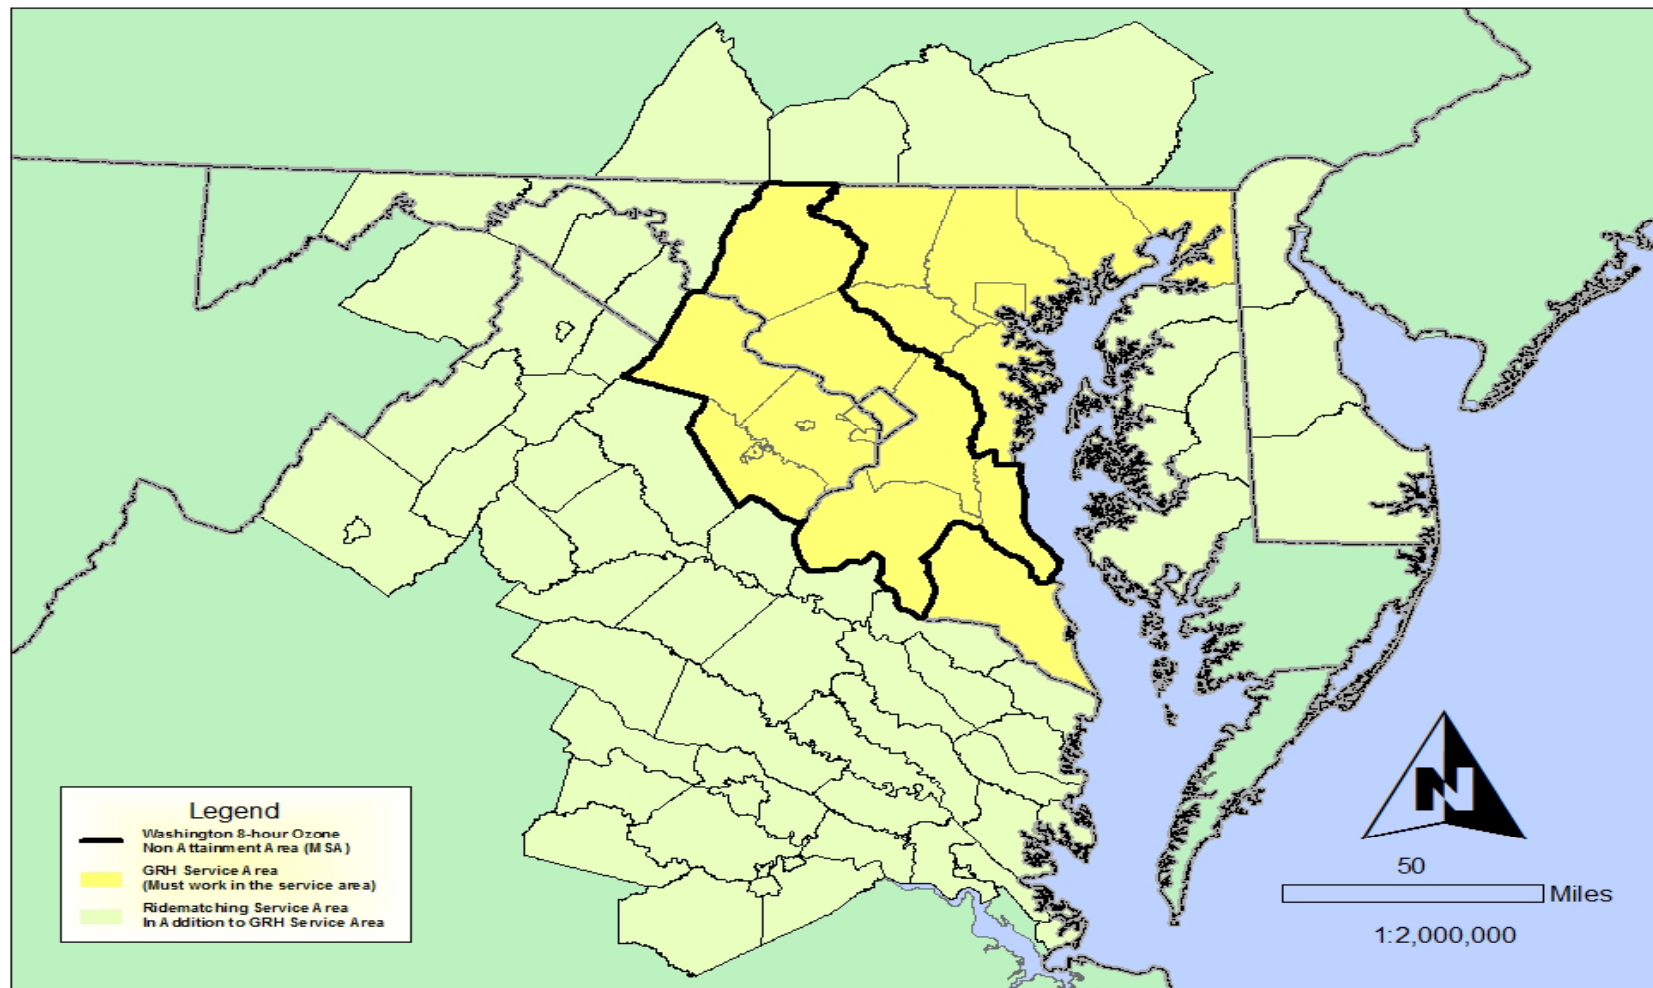 Legend
Washington 8-hour Ozone
Non Attainment Area (MSA)
GRH Service Area
(Must work in the service area)
Ridematching Service Area
In Addition to GRH Service Area
N
50
Miles
1:2,000,000